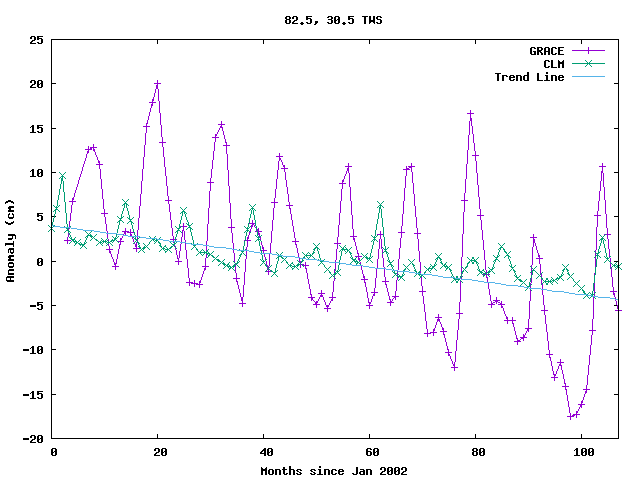 82.5, 30.5 TWS
GRACE
CLM
Trend Line
25
20
15
10
5
0
-5
-10
-15
-20
Anomaly (cm)
0 20 40 60 80 100
Months since Jan 2002